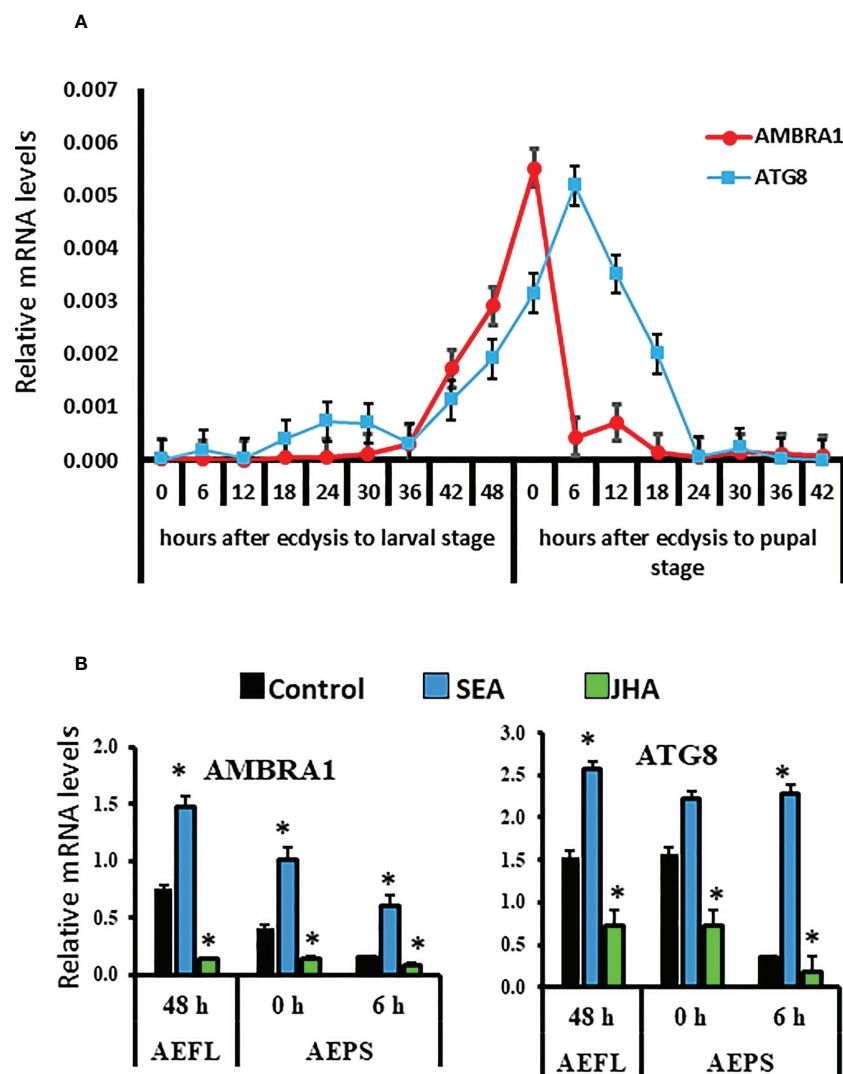 A
0.007
0.006
0.005
0.004
0.003
0.002
0.001
0.000
Relative mRNA levels
AMBRA1
ATG8
0 6 12 18 24 30 36 42 48 0 6 12 18 24 30 36 42
hours after ecdysis to larval stage
hours after ecdysis to pupal
stage
B
Control SEA JHA
Relative mRNA levels
2.0
1.5
1.0
0.5
0.0
AMBRA1
* * * * * *
48 h 0 h 6 h
AEFL AEPS
3.0
2.5
2.0
1.5
1.0
0.5
0.0
ATG8
* * * * *
48 h 0 h 6 h
AEFL AEPS